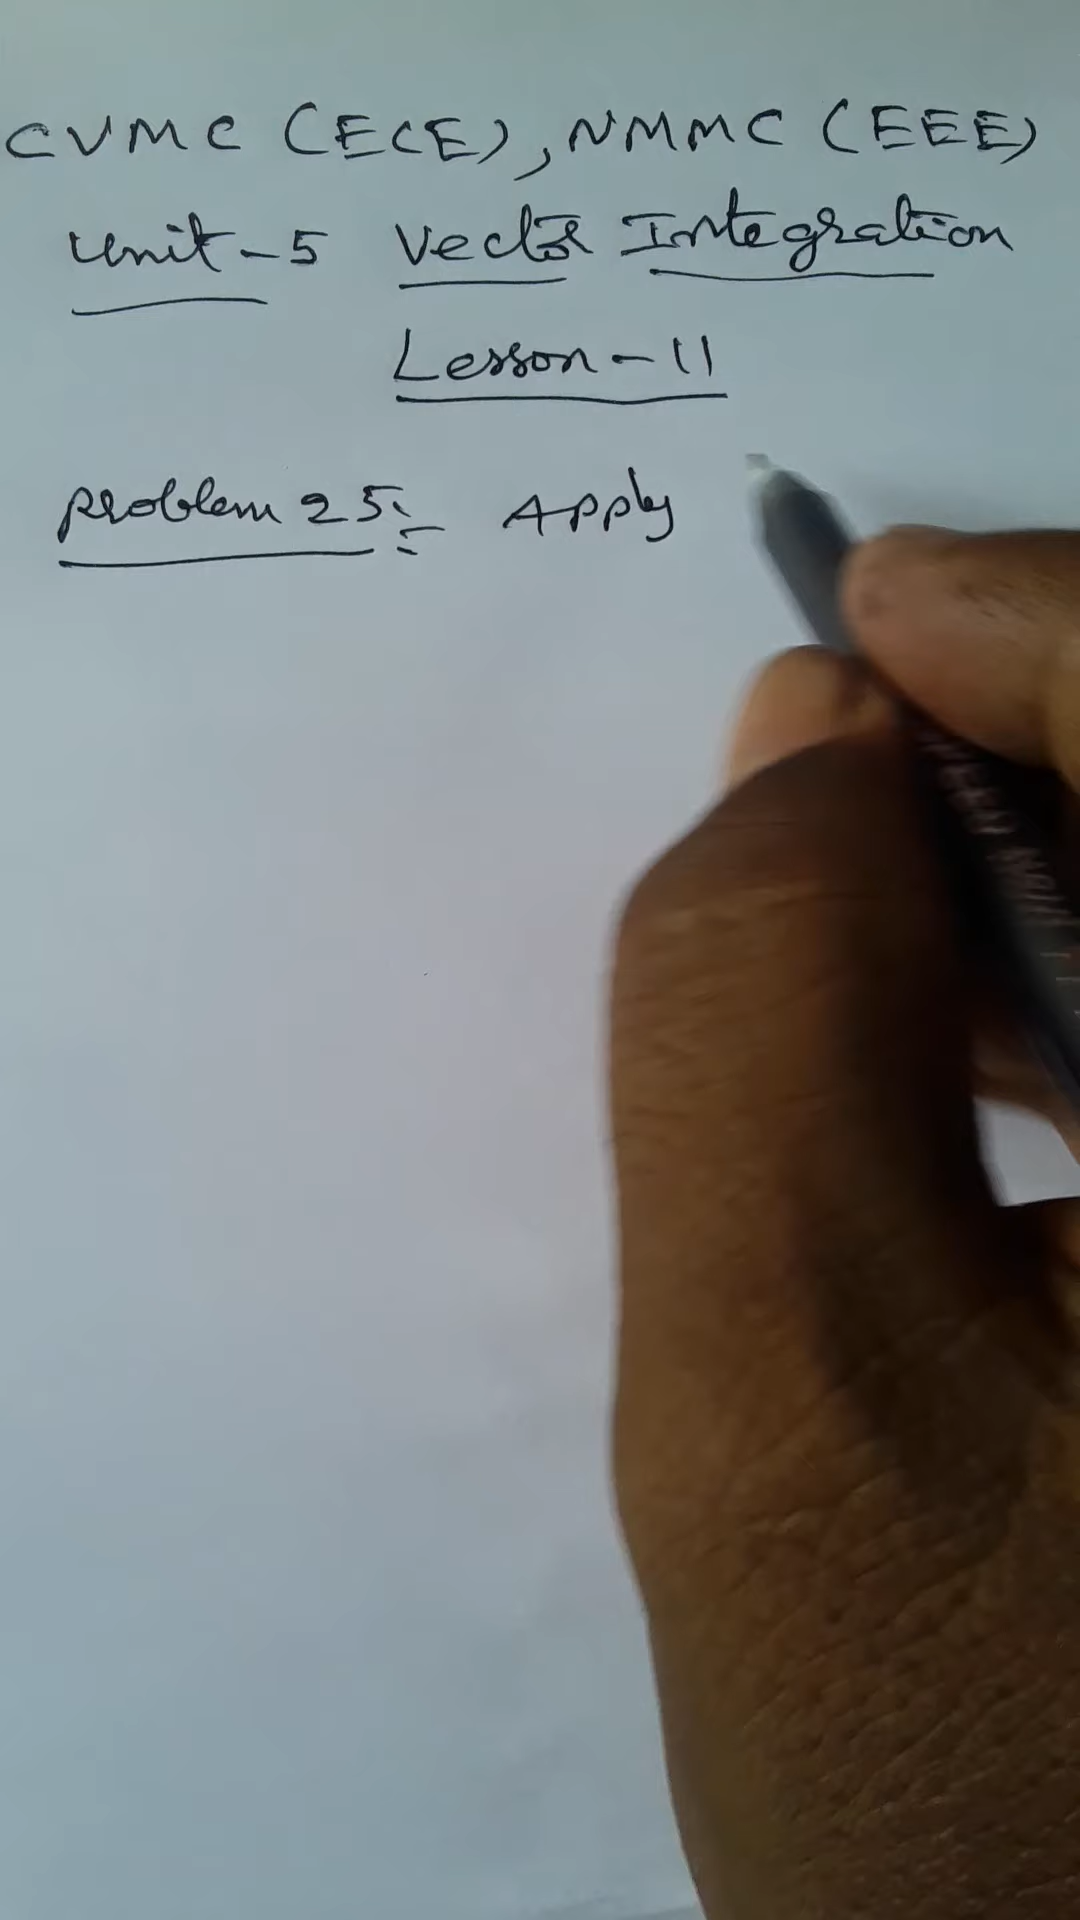 CVMC (ECE), NMMC (EEE)
Unit-5 Vector Integration
Lesson-11
Problem 25:- Apply